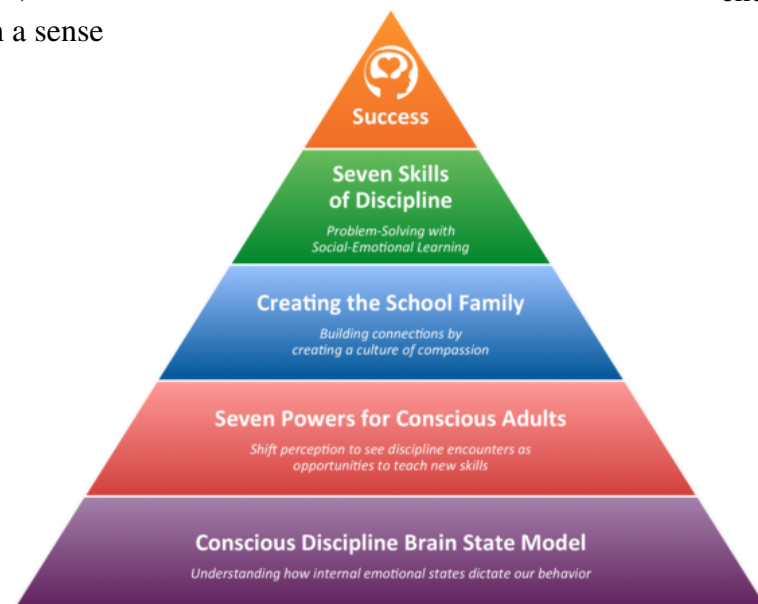 n a sense
Success
Seven Skills
of Discipline
Problem-Solving with
Social-Emotional Learning
Creating the School Family
Building connections by
creating a culture of compassion
Seven Powers for Conscious Adults
Shift perception to see discipline encounters as
opportunities to teach new skills
Conscious Discipline Brain State Model
Understanding how internal emotional states dictate our behavior